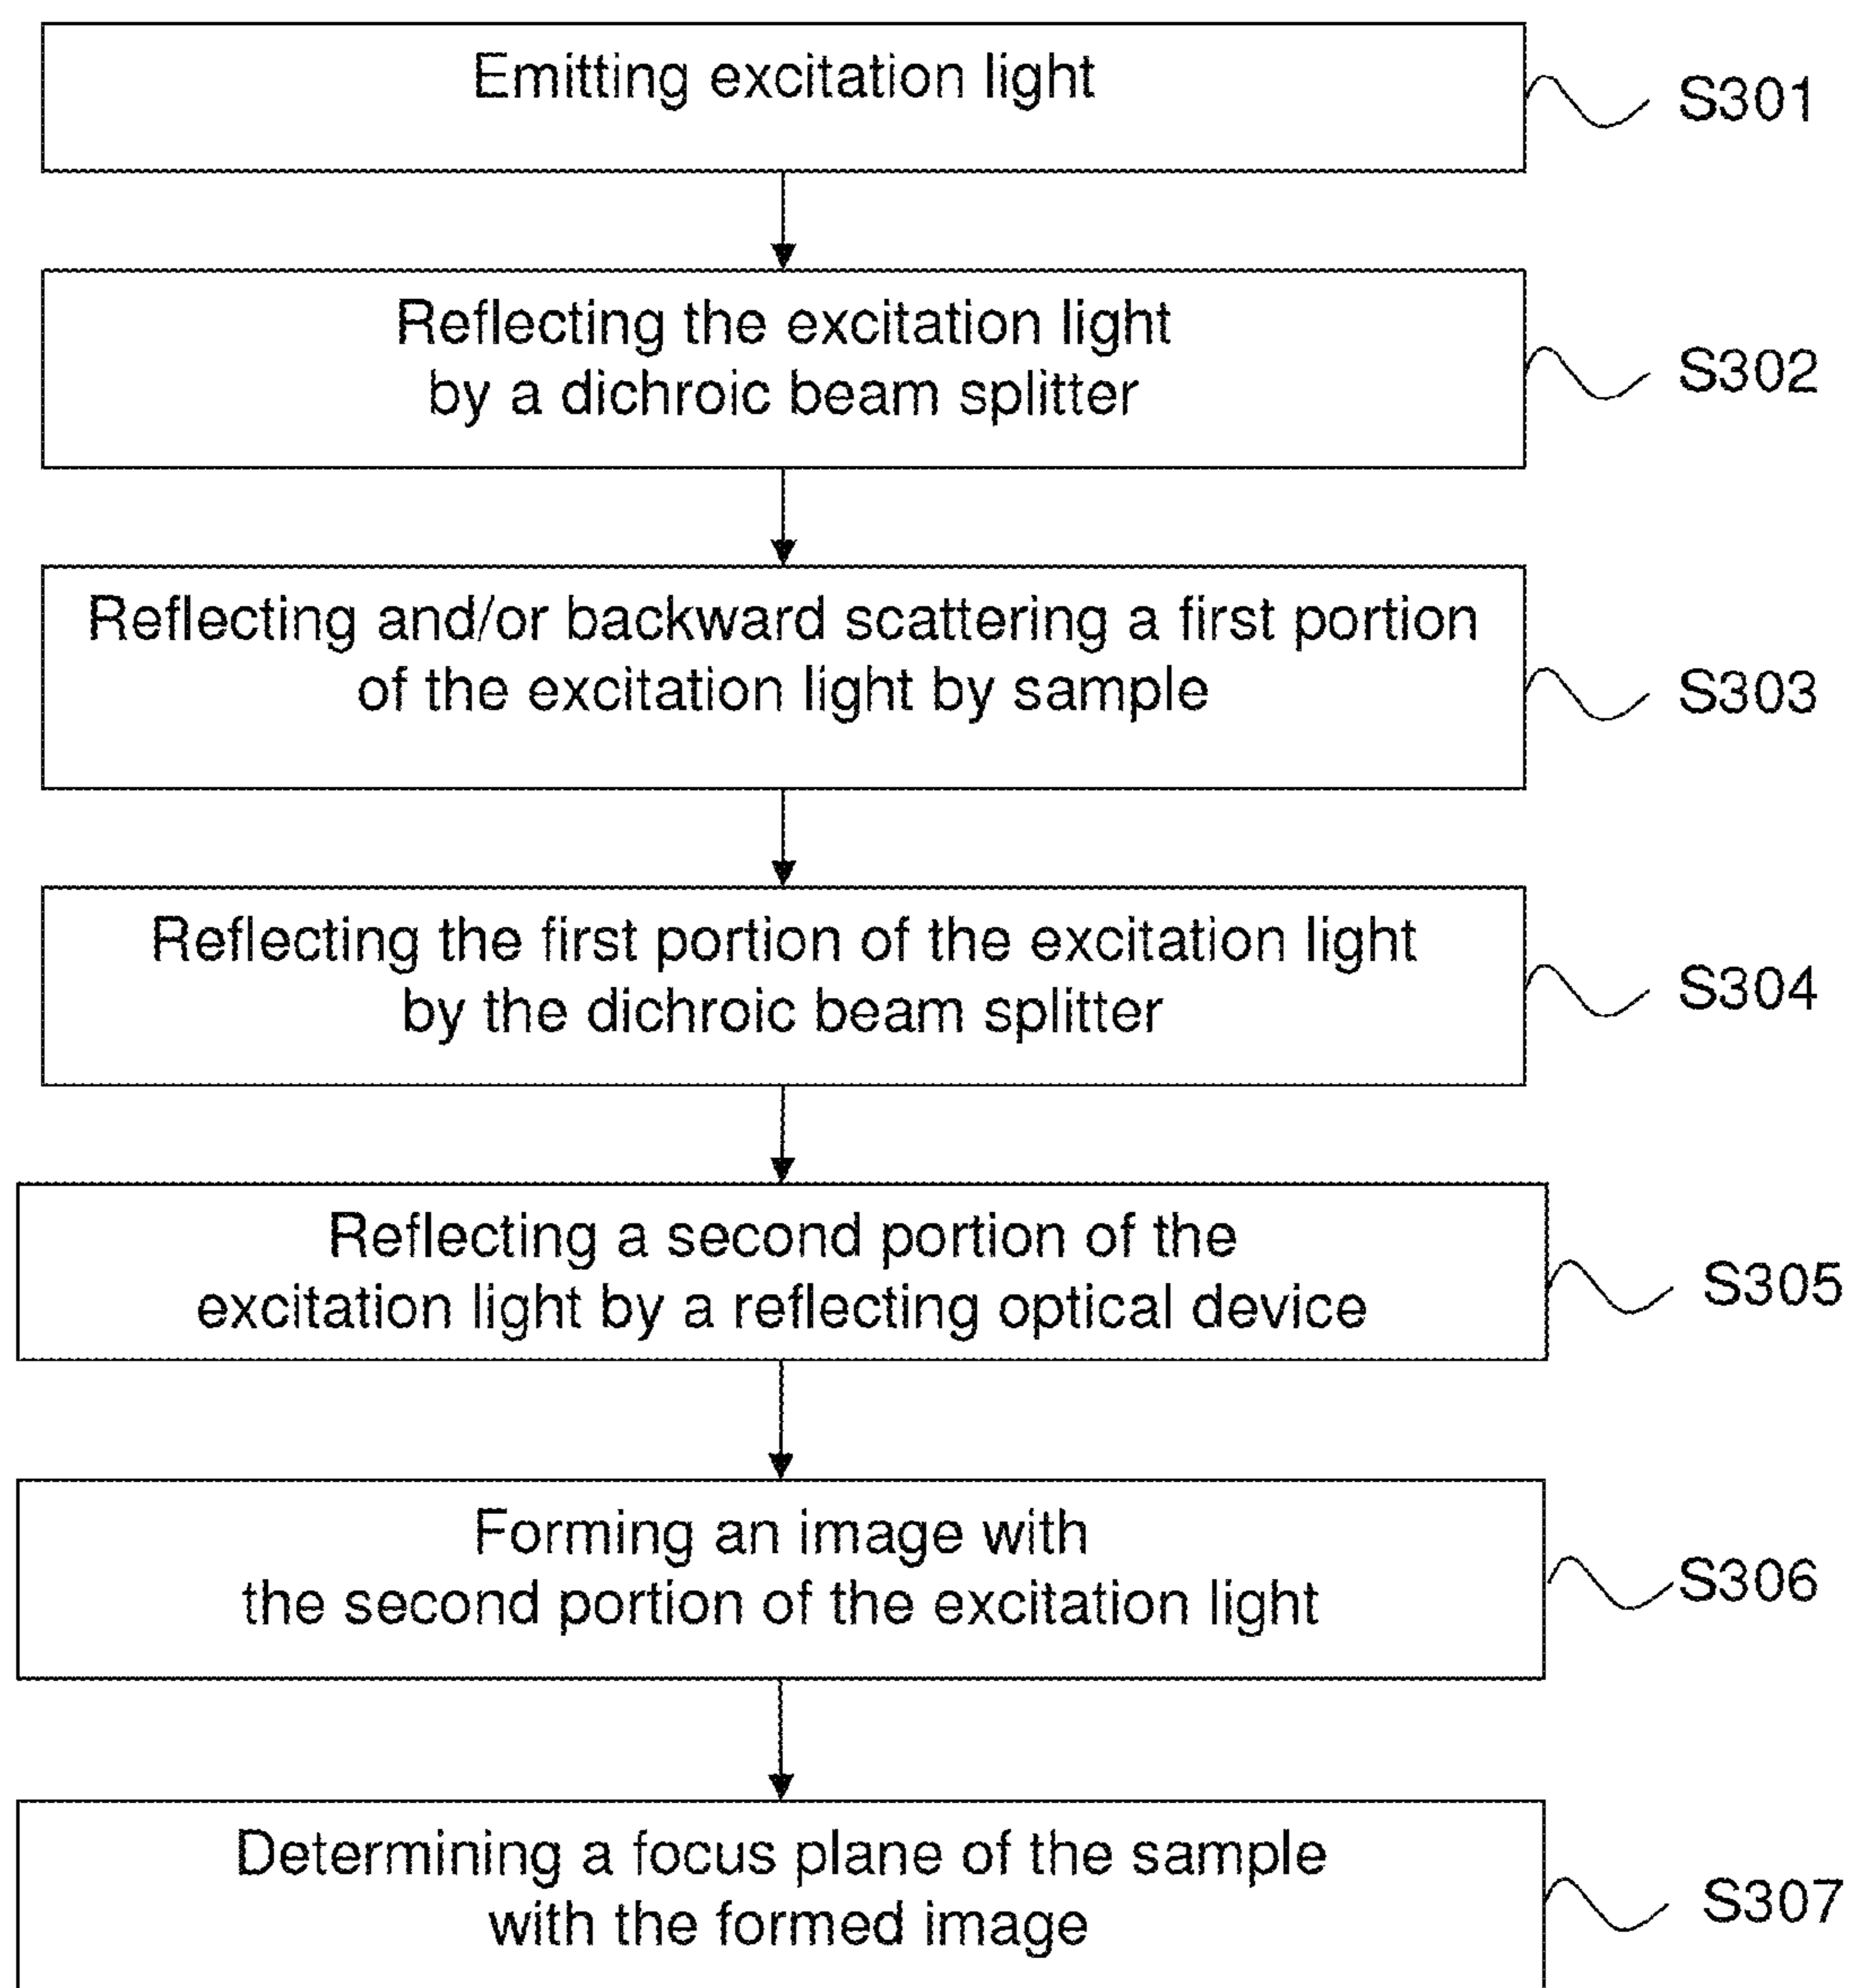 Emitting excitation light
S301
Reflecting the excitation light
by a dichroic beam splitter
S302
Reflecting and/or backward scattering a first portion
of the excitation light by sample
S303
Reflecting the first portion of the excitation light
by the dichroic beam splitter
S304
Reflecting a second portion of the
excitation light by a reflecting optical device
S305
Forming an image with
the second portion of the excitation light
S306
Determining a focus plane of the sample
with the formed image
S307